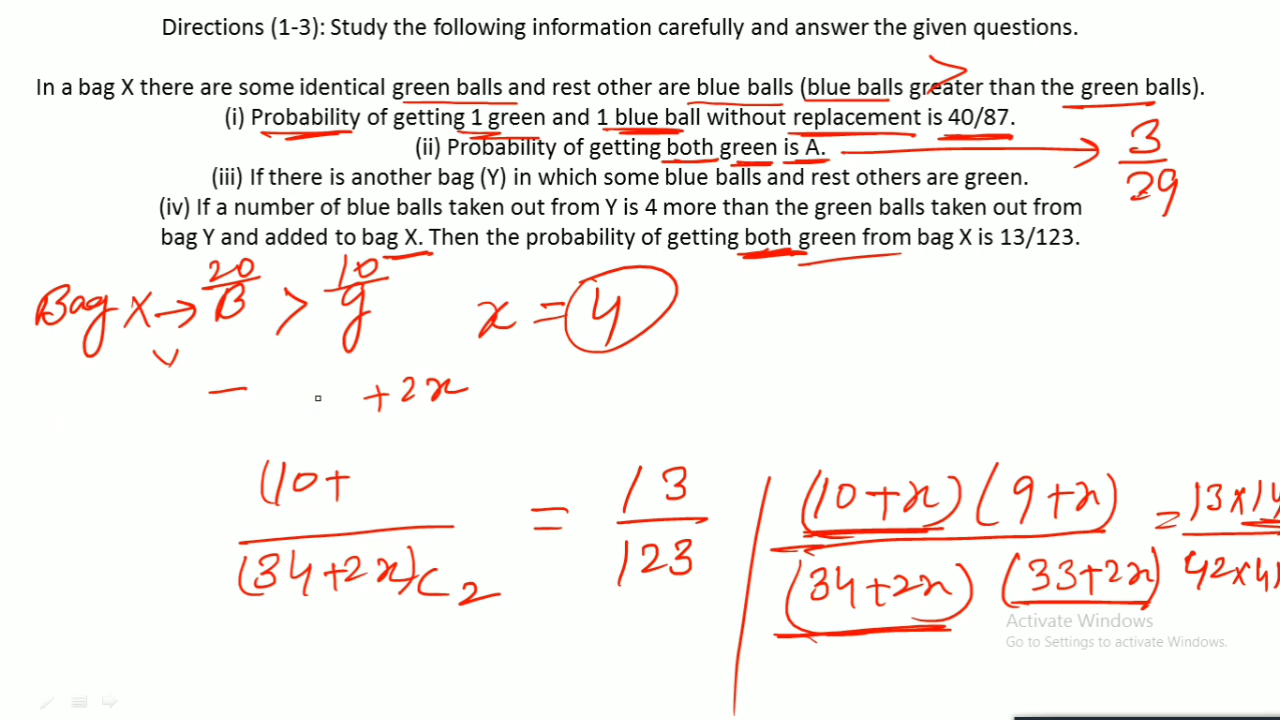 Directions (1-3): Study the following information carefully and answer the given questions.
In a bag X there are some identical green balls and rest other are blue balls (blue balls greater than the green balls).
(i) Probability of getting 1 green and 1 blue ball without replacement is 40/87.
(ii) Probability of getting both green is A.
3/29
(iii) If there is another bag (Y) in which some blue balls and rest others are green.
(iv) If a number of blue balls taken out from Y is 4 more than the green balls taken out from
bag Y and added to bag X. Then the probability of getting both green from bag X is 13/123.
20 10
Bag X → B > g x = 4
+2x
(10+
(34+2x)C2
= 13/123
(10+x)(9+x)
(34+2x) (33+2x)
= 13×14
42×41
Activate Windows
Go to Settings to activate Windows.